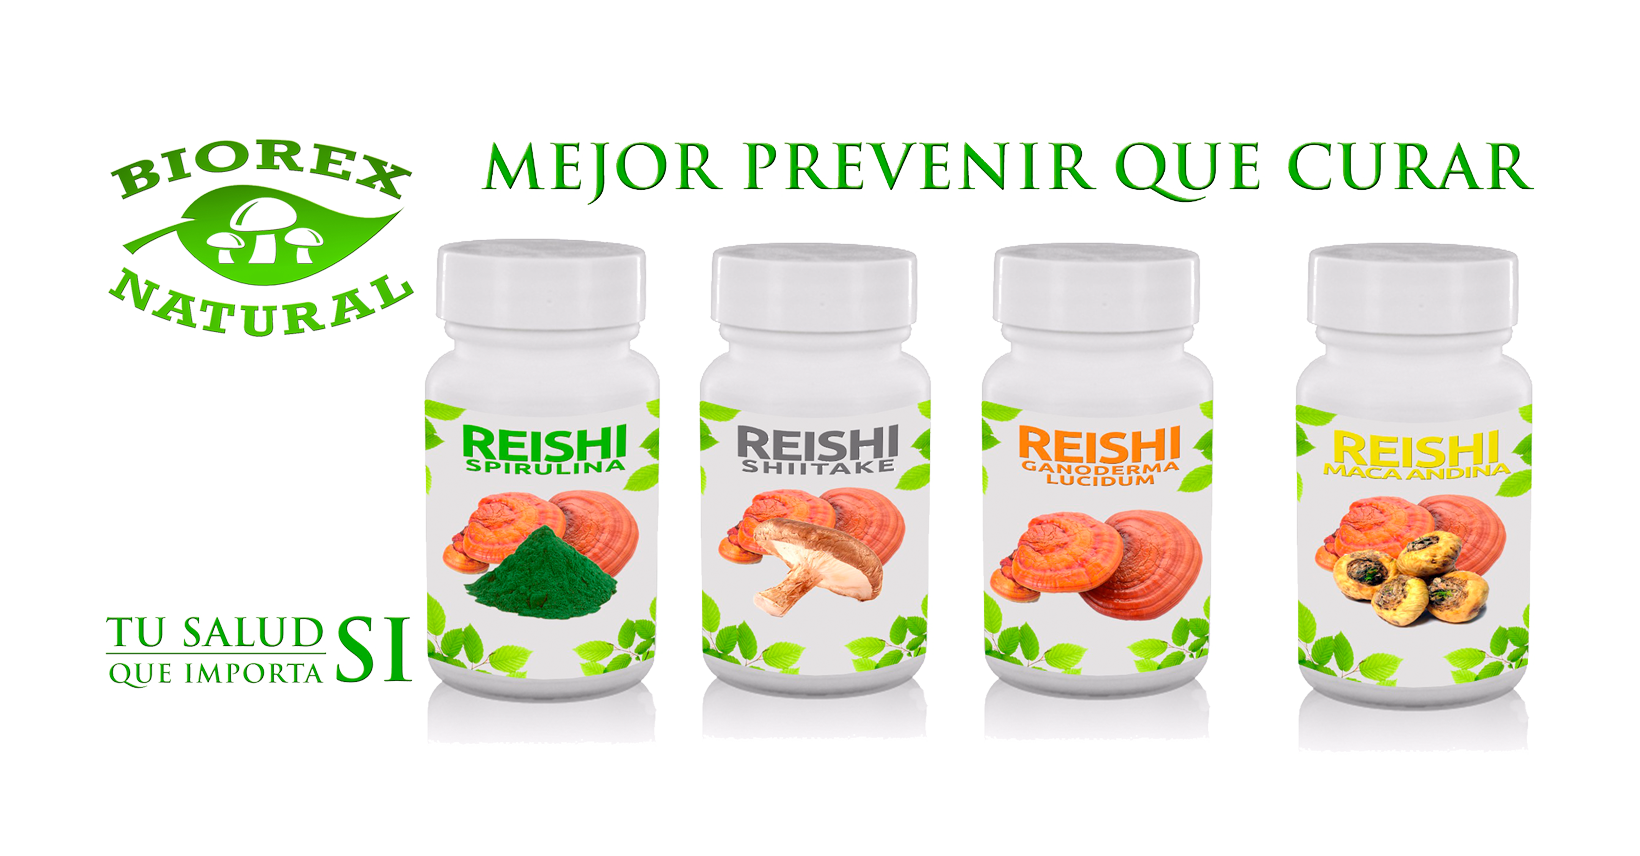 BIOREX
NATURAL
MEJOR PREVENIR QUE CURAR
REISHI
SPIRULINA
REISHI
SHIITAKE
REISHI
GANODERMA
LUCIDUM
REISHI
MACA ANDINA
TU SALUD SI
QUE IMPORTA